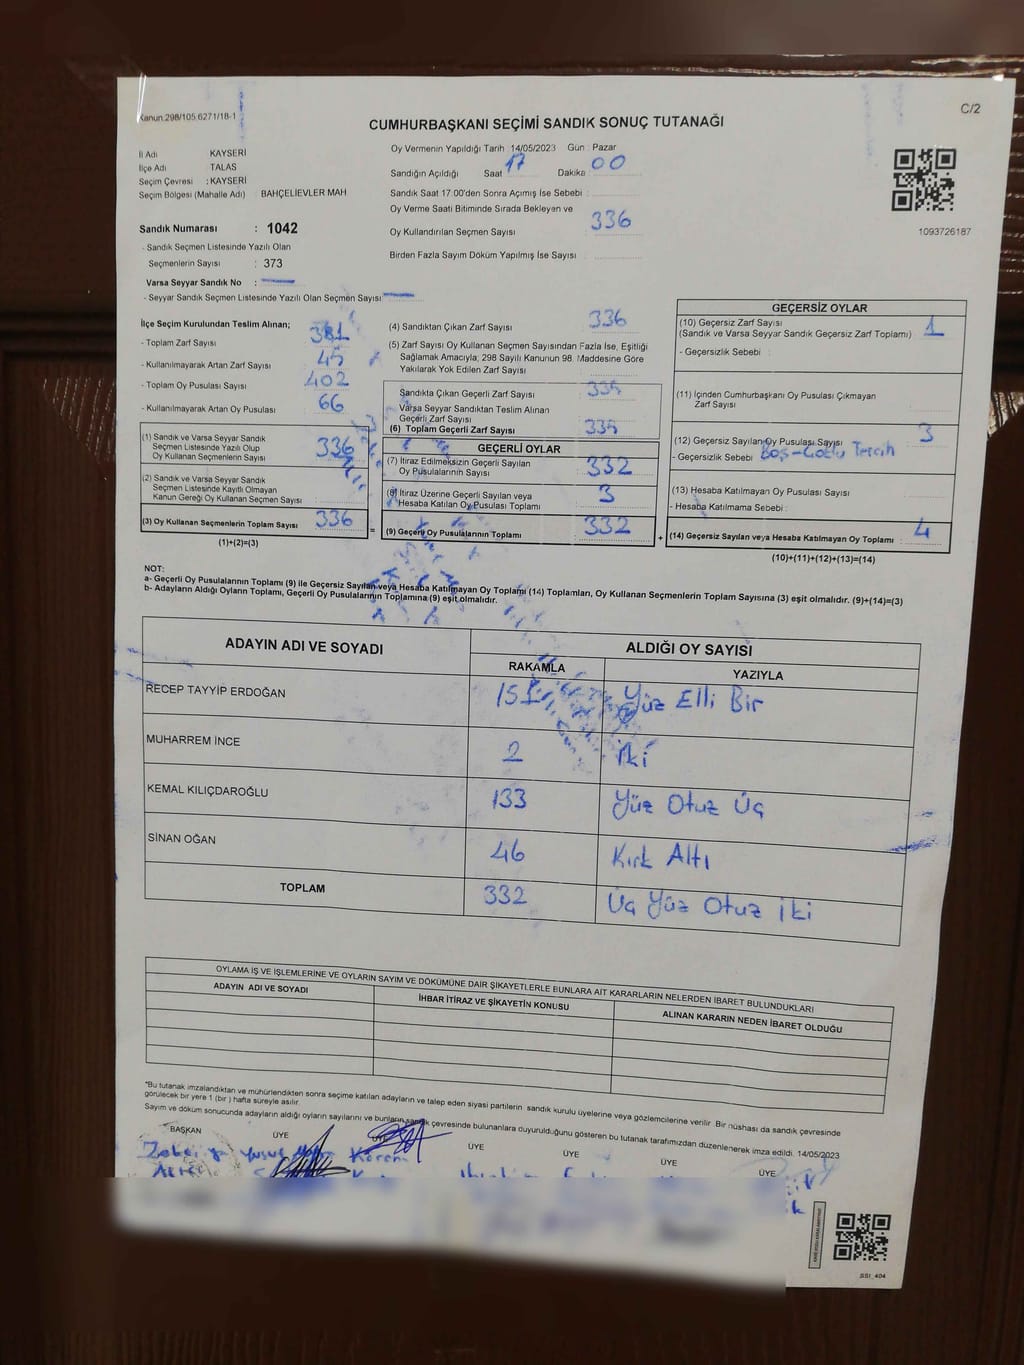 Kanun:298/105.6271/18-1
C/2
CUMHURBAŞKANI SEÇİMİ SANDIK SONUÇ TUTANAĞI
İl Adı KAYSERİ
İlçe Adı TALAS
Seçim Çevresi : KAYSERİ
Seçim Bölgesi (Mahalle Adı) BAHÇELİEVLER MAH
Oy Vermenin Yapıldığı Tarih 14/05/2023 Gün : Pazar
Sandığın Açıldığı Saat 17 Dakika 00
Sandık Saat 17:00'den Sonra Açımış İse Sebebi :
Oy Verme Saati Bitiminde Sırada Bekleyen ve
Oy Kullandırılan Seçmen Sayısı 336
Birden Fazla Sayım Döküm Yapılmış İse Sayısı :
1093726187
Sandık Numarası : 1042
- Sandık Seçmen Listesinde Yazılı Olan
Seçmenlerin Sayısı : 373
Varsa Seyyar Sandık No :
- Seyyar Sandık Seçmen Listesinde Yazılı Olan Seçmen Sayısı
İlçe Seçim Kurulundan Teslim Alınan;
- Toplam Zarf Sayısı 381
- Kullanılmayarak Artan Zarf Sayısı 45
- Toplam Oy Pusulası Sayısı 402
- Kullanılmayarak Artan Oy Pusulası 66
(1) Sandık ve Varsa Seyyar Sandık
Seçmen Listesinde Yazılı Olup
Oy Kullanan Seçmenlerin Sayısı 336
(2) Sandık ve Varsa Seyyar Sandık
Seçmen Listesinde Kayıtlı Olmayan
Kanun Gereği Oy Kullanan Seçmen Sayısı
(3) Oy Kullanan Seçmenlerin Toplam Sayısı 336
(1)+(2)=(3)
(4) Sandıktan Çıkan Zarf Sayısı 336
(5) Zarf Sayısı Oy Kullanan Seçmen Sayısından Fazla İse, Eşitliği
Sağlamak Amacıyla; 298 Sayılı Kanunun 98. Maddesine Göre
Yakılarak Yok Edilen Zarf Sayısı
Sandıkta Çıkan Geçerli Zarf Sayısı 335
Varsa Seyyar Sandıktan Teslim Alınan
Geçerli Zarf Sayısı
(6) Toplam Geçerli Zarf Sayısı 335
GEÇERLİ OYLAR
(7) İtiraz Edilmeksizin Geçerli Sayılan
Oy Pusulalarının Sayısı 332
(8) İtiraz Üzerine Geçerli Sayılan veya
Hesaba Katılan Oy Pusulası Toplamı 3
(9) Geçerli Oy Pusulalarının Toplamı 332
=
+
GEÇERSİZ OYLAR
(10) Geçersiz Zarf Sayısı
(Sandık ve Varsa Seyyar Sandık Geçersiz Zarf Toplamı) 1
- Geçersizlik Sebebi :
(11) İçinden Cumhurbaşkanı Oy Pusulası Çıkmayan
Zarf Sayısı
(12) Geçersiz Sayılan Oy Pusulası Sayısı 3
- Geçersizlik Sebebi Boş-Çoklu Tercih
(13) Hesaba Katılmayan Oy Pusulası Sayısı
- Hesaba Katılmama Sebebi :
(14) Geçersiz Sayılan veya Hesaba Katılmayan Oy Toplamı 4
(10)+(11)+(12)+(13)=(14)
NOT:
a- Geçerli Oy Pusulalarının Toplamı (9) ile Geçersiz Sayılan veya Hesaba Katılmayan Oy Toplamı (14) Toplamları, Oy Kullanan Seçmenlerin Toplam Sayısına (3) eşit olmalıdır. (9)+(14)=(3)
b- Adayların Aldığı Oyların Toplamı, Geçerli Oy Pusulalarının Toplamına (9) eşit olmalıdır.
ADAYIN ADI VE SOYADI ALDIĞI OY SAYISI
RAKAMLA YAZIYLA
RECEP TAYYİP ERDOĞAN 151 Yüz Elli Bir
MUHARREM İNCE 2 İki
KEMAL KILIÇDAROĞLU 133 Yüz Otuz Üç
SİNAN OĞAN 46 Kırk Altı
TOPLAM 332 Üç Yüz Otuz İki
OYLAMA İŞ VE İŞLEMLERİNE VE OYLARIN SAYIM VE DÖKÜMÜNE DAİR ŞİKAYETLERLE BUNLARA AİT KARARLARIN NELERDEN İBARET BULUNDUKLARI
ADAYIN ADI VE SOYADI İHBAR İTİRAZ VE ŞİKAYETİN KONUSU ALINAN KARARIN NEDEN İBARET OLDUĞU
*Bu tutanak imzalandıktan ve mühürlendikten sonra seçime katılan adayların ve talep eden siyasi partilerin sandık kurulu üyelerine veya gözlemcilerine verilir. Bir nüshası da sandık çevresinde
görülecek bir yere 1 (bir) hafta süreyle asılır.
Sayım ve döküm sonucunda adayların aldığı oyların sayılarını ve bunların sandık çevresinde bulunanlara duyurulduğunu gösteren bu tutanak tarafımızdan düzenlenerek imza edildi. 14/05/2023
BAŞKAN ÜYE ÜYE ÜYE ÜYE ÜYE ÜYE
SSI_404